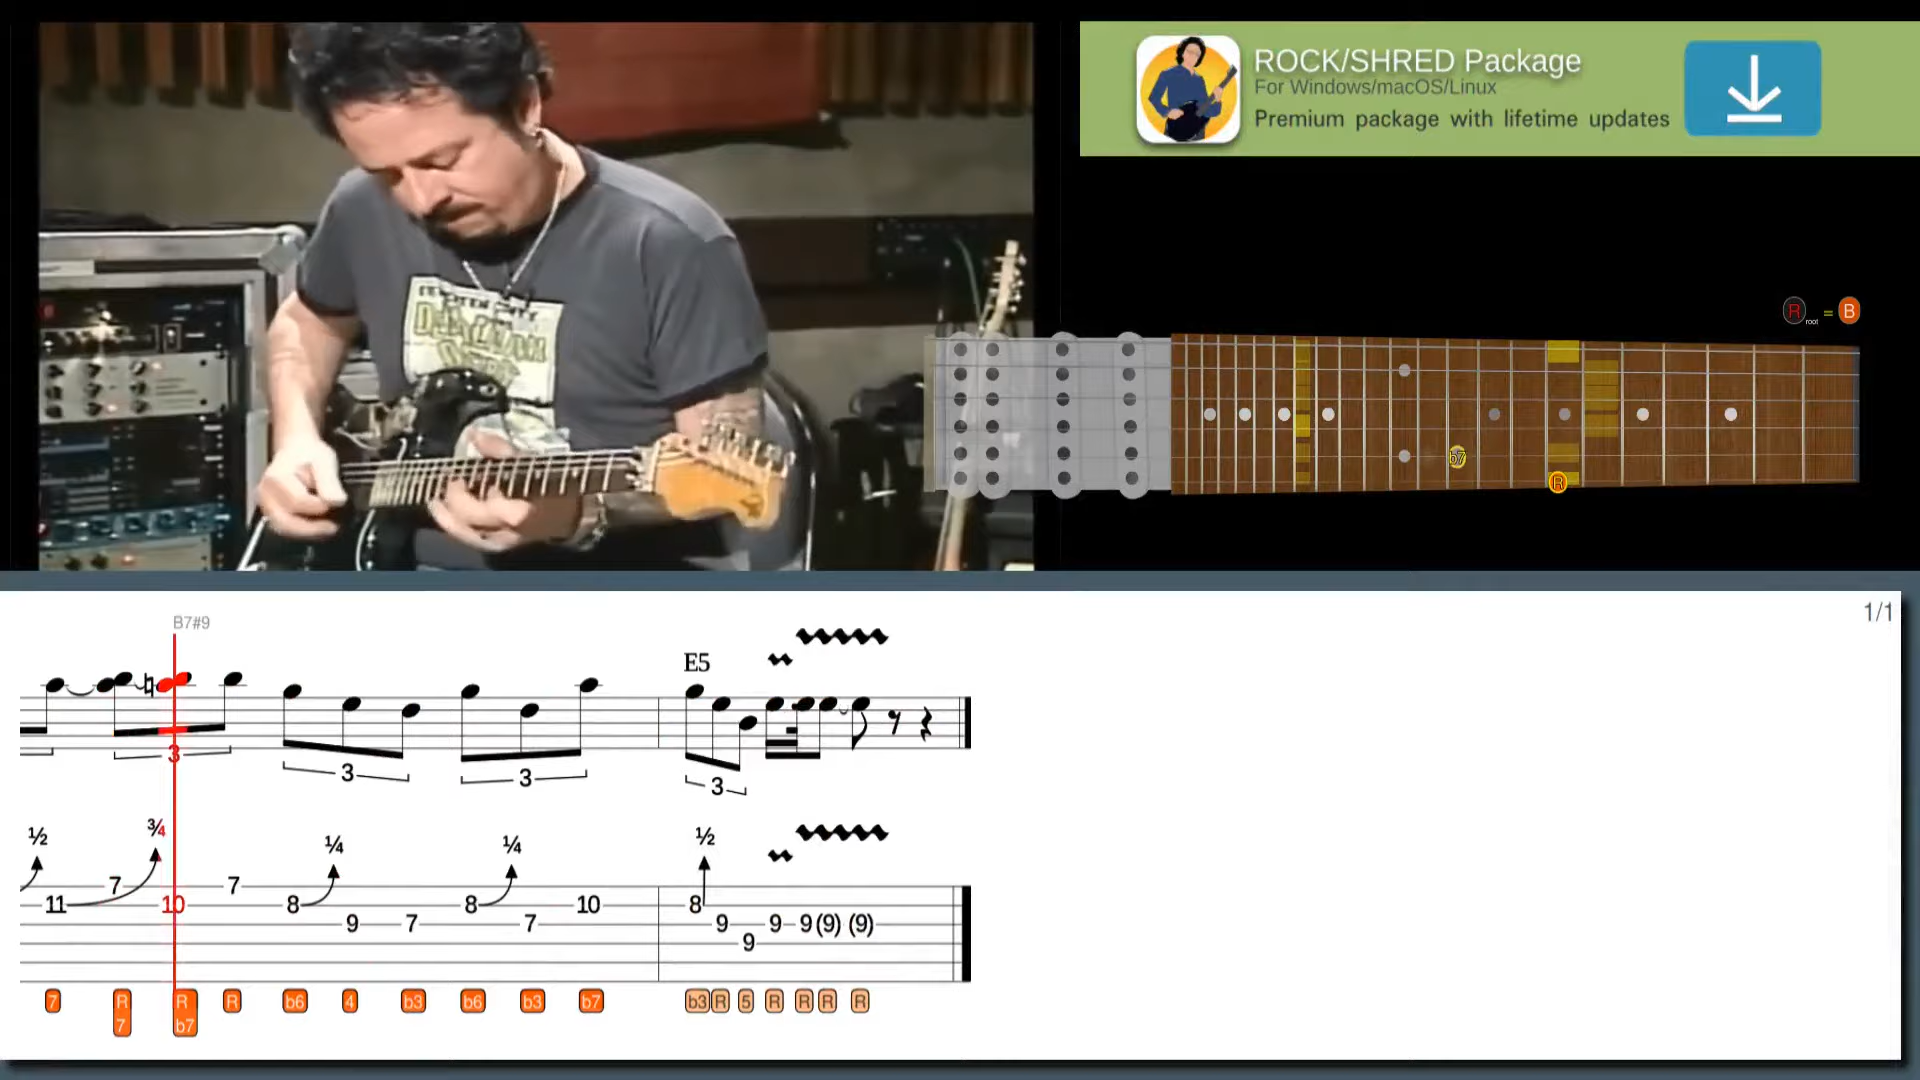 ROCK/SHRED Package
For Windows/macOS/Linux
Premium package with lifetime updates
R root = B
b7
R
1/1
B7#9
E5
3 3 3 3
½ ¾ ¼ ¼ ½
7 7
11 10 8 8 10 8
9 7 7 9 9 9 (9) (9)
9
7 R R R b6 4 b3 b6 b3 b7 b3 R 5 R R R R
7 b7